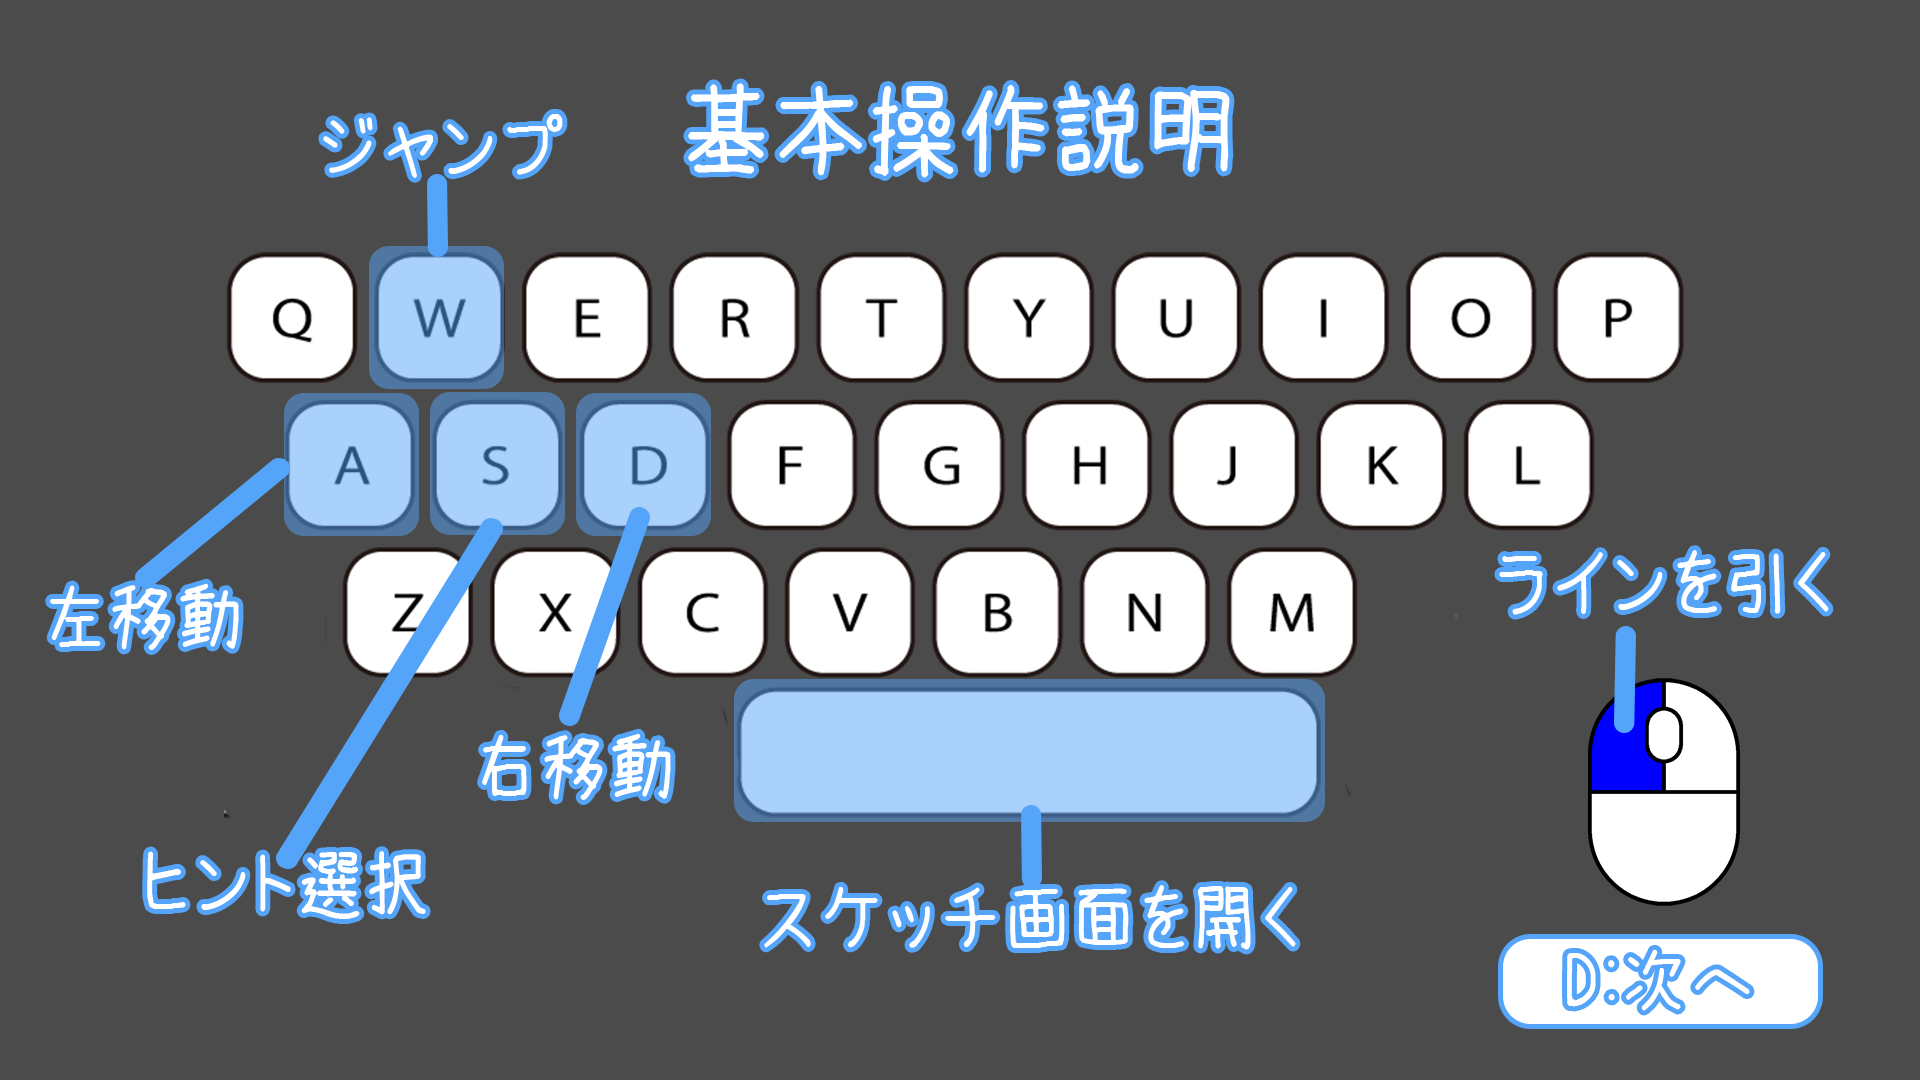 基本操作説明
ジャンプ
Q W E R T Y U I O P
A S D F G H J K L
Z X C V B N M
左移動
ラインを引く
右移動
ヒント選択
スケッチ画面を開く
D:次へ